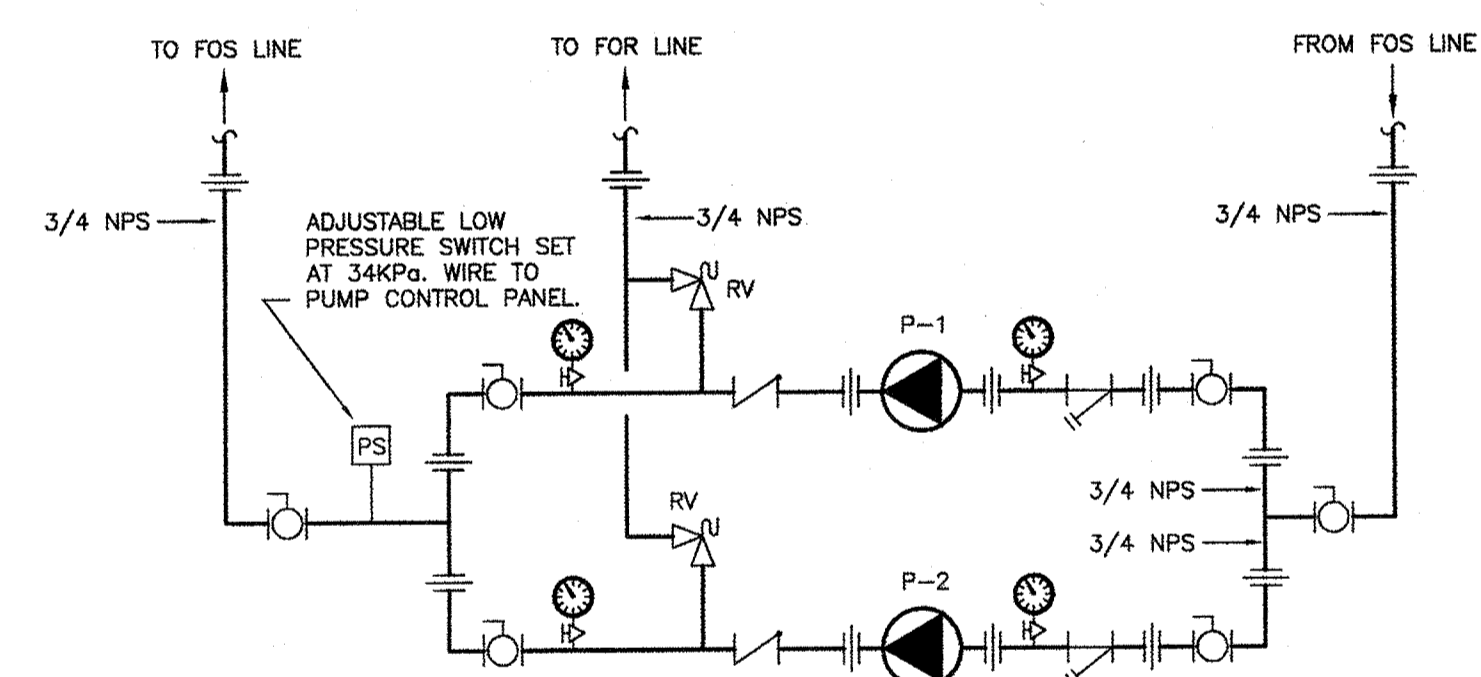 TO FOS LINE
TO FOR LINE
FROM FOS LINE
3/4 NPS
ADJUSTABLE LOW
PRESSURE SWITCH SET
AT 34KPa. WIRE TO
PUMP CONTROL PANEL.
3/4 NPS
3/4 NPS
RV
P-1
PS
RV
3/4 NPS
3/4 NPS
P-2